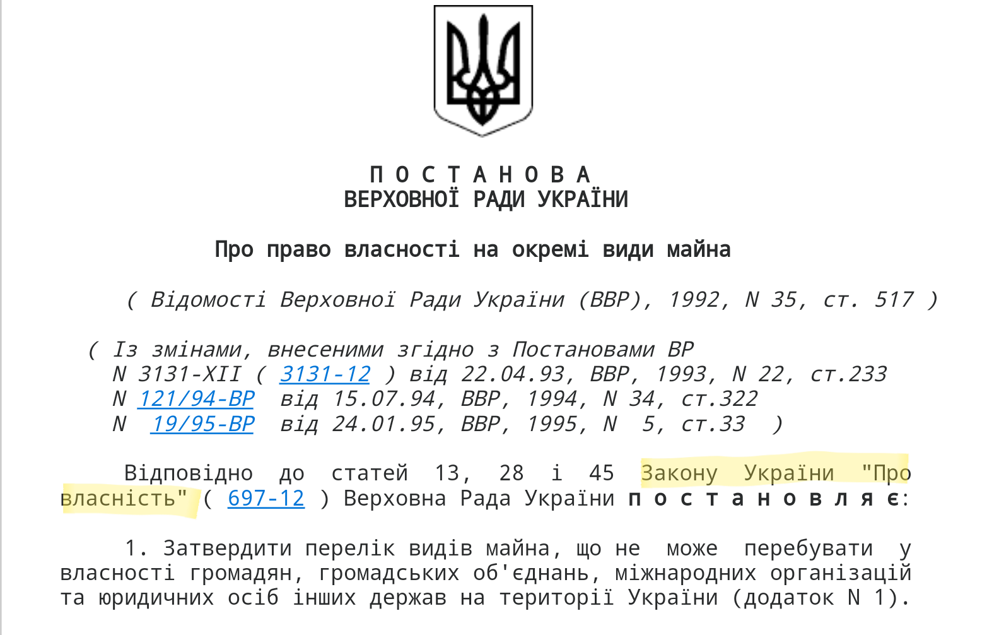 П О С Т А Н О В А
ВЕРХОВНОЇ РАДИ УКРАЇНИ
Про право власності на окремі види майна
( Відомості Верховної Ради України (ВВР), 1992, N 35, ст. 517 )
( Із змінами, внесеними згідно з Постановами ВР
N 3131-XII ( 3131-12 ) від 22.04.93, ВВР, 1993, N 22, ст.233
N 121/94-ВР від 15.07.94, ВВР, 1994, N 34, ст.322
N 19/95-ВР від 24.01.95, ВВР, 1995, N 5, ст.33 )
Відповідно до статей 13, 28 і 45 Закону України "Про
власність" ( 697-12 ) Верховна Рада України п о с т а н о в л я є:
1. Затвердити перелік видів майна, що не може перебувати у
власності громадян, громадських об'єднань, міжнародних організацій
та юридичних осіб інших держав на території України (додаток N 1).